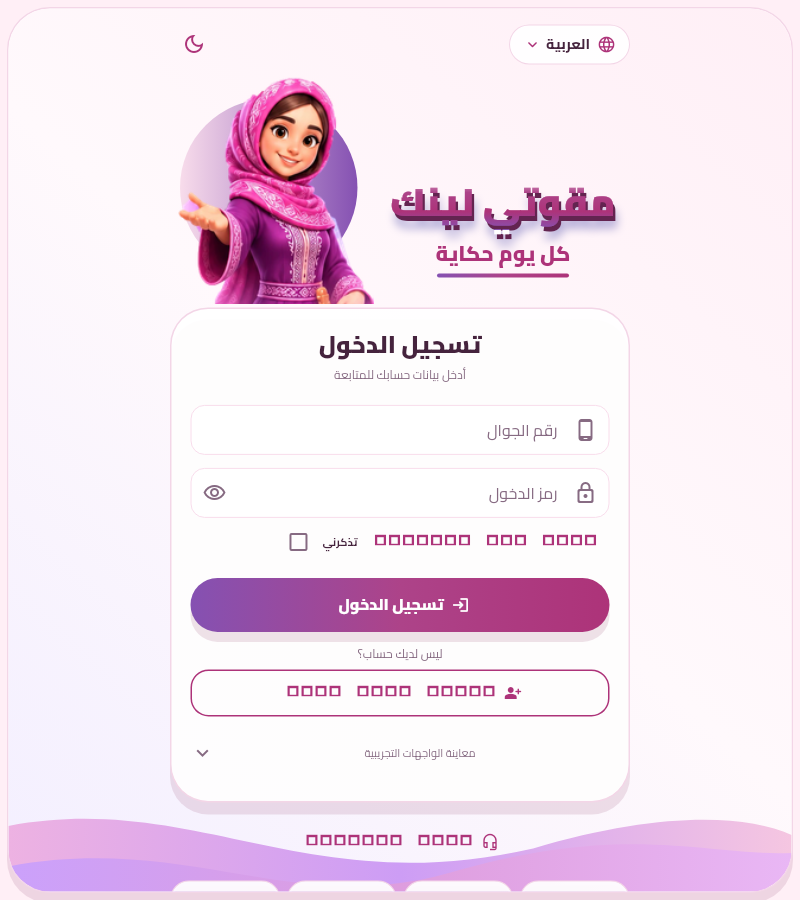 العربية
مقوتي لينك
كل يوم حكاية
تسجيل الدخول
أدخل بيانات حسابك للمتابعة
رقم الجوال
رمز الدخول
تذكرني
تسجيل الدخول
ليس لديك حساب؟
معاينة الواجهات التجريبية